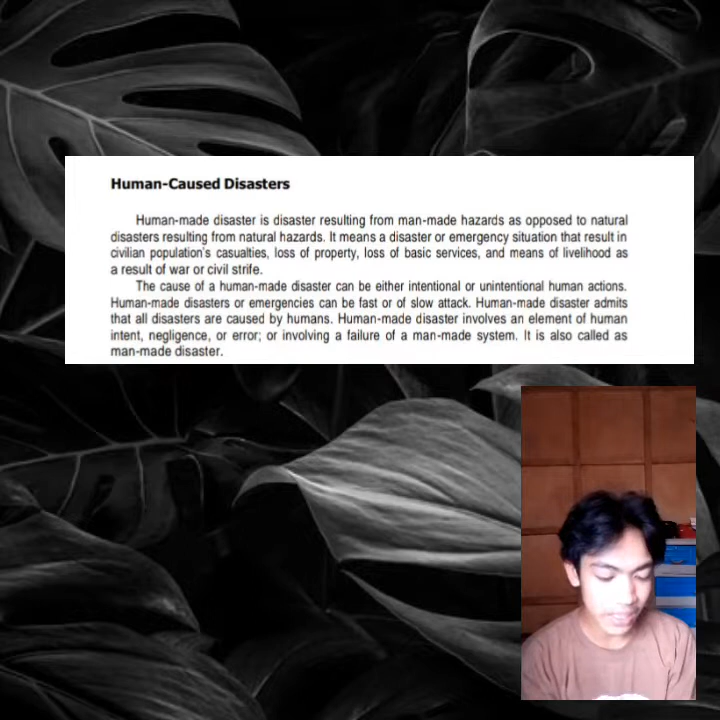 Human-Caused Disasters
Human-made disaster is disaster resulting from man-made hazards as opposed to natural
disasters resulting from natural hazards. It means a disaster or emergency situation that result in
civilian population's casualties, loss of property, loss of basic services, and means of livelihood as
a result of war or civil strife.
The cause of a human-made disaster can be either intentional or unintentional human actions.
Human-made disasters or emergencies can be fast or of slow attack. Human-made disaster admits
that all disasters are caused by humans. Human-made disaster involves an element of human
intent, negligence, or error; or involving a failure of a man-made system. It is also called as
man-made disaster.